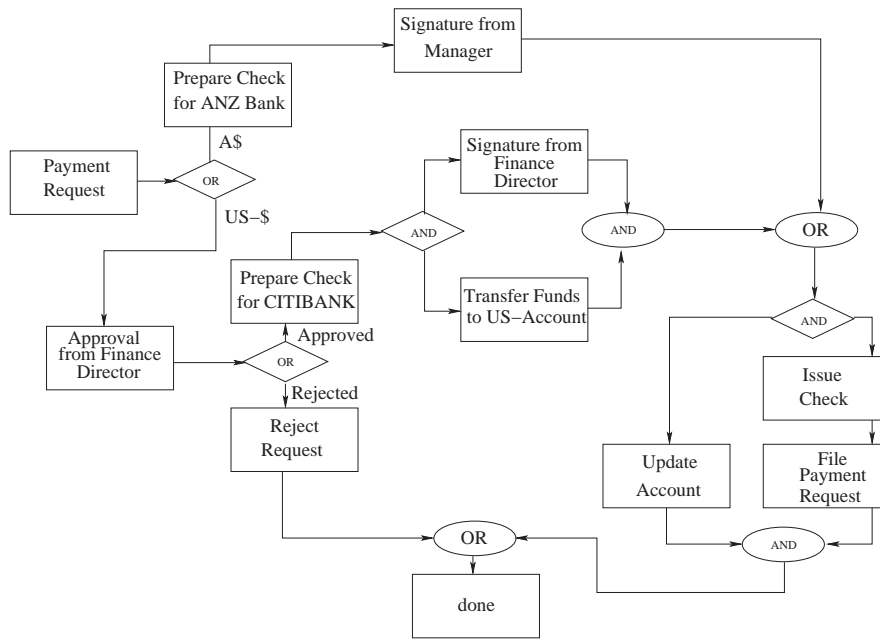 Signature from
Manager
Prepare Check
for ANZ Bank
A$
Payment
Request
OR
US–$
Signature from
Finance
Director
AND
AND
OR
Prepare Check
for CITIBANK
Transfer Funds
to US–Account
Approved
Approval
from Finance
Director
OR
Rejected
Reject
Request
AND
Issue
Check
Update
Account
File
Payment
Request
OR
AND
done